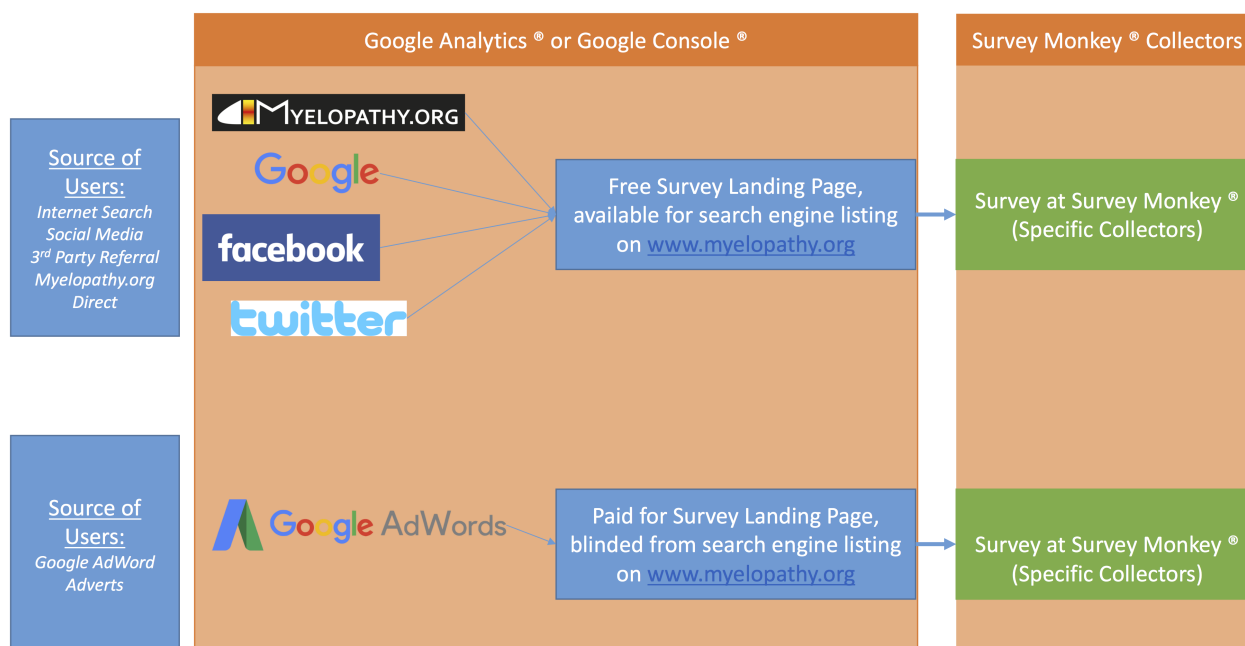 Google Analytics ® or Google Console ®
Survey Monkey ® Collectors
Source of
Users:
Internet Search
Social Media
3rd Party Referral
Myelopathy.org
Direct
MYELOPATHY.ORG
Google
facebook
twitter
Free Survey Landing Page,
available for search engine listing
on www.myelopathy.org
Survey at Survey Monkey ®
(Specific Collectors)
Source of
Users:
Google AdWord
Adverts
Google AdWords
Paid for Survey Landing Page,
blinded from search engine listing
on www.myelopathy.org
Survey at Survey Monkey ®
(Specific Collectors)